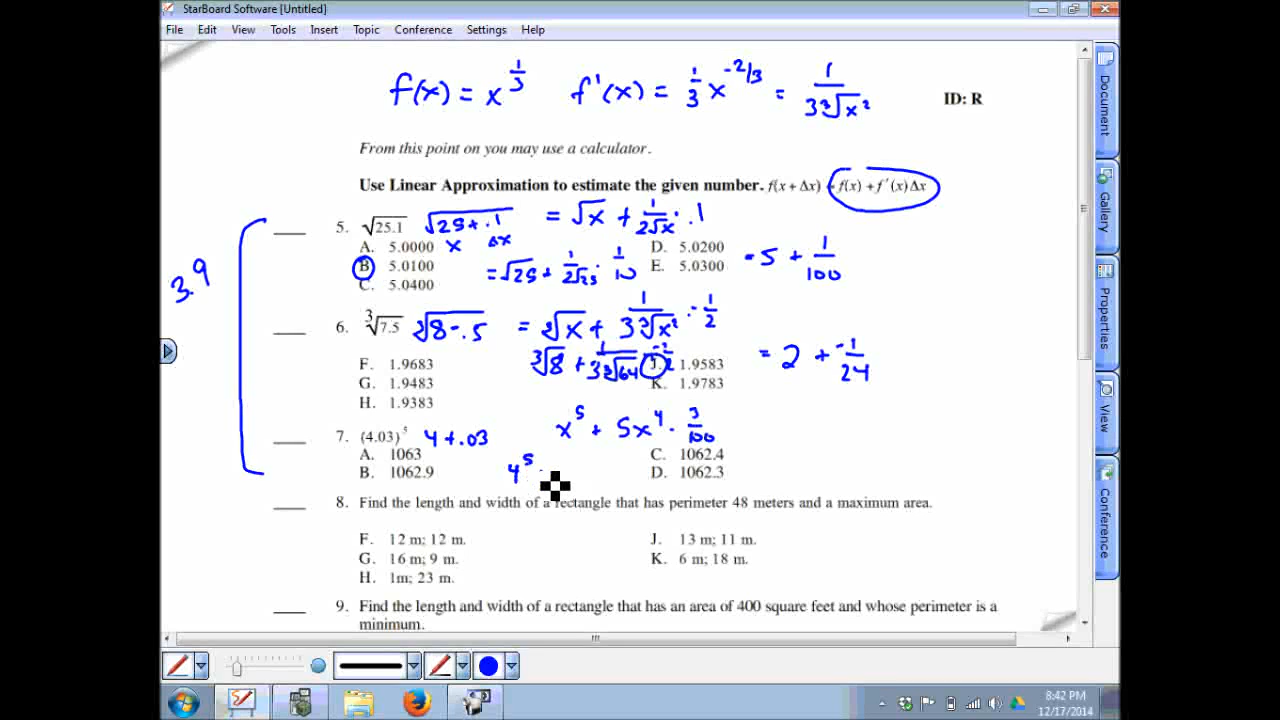 StarBoard Software [Untitled]
File Edit View Tools Insert Topic Conference Settings Help
f(x) = x^(1/3) f'(x) = 1/3 x^(-2/3) = 1/(3∛x²)
ID: R
From this point on you may use a calculator.
Use Linear Approximation to estimate the given number. f(x + Δx) f(x) + f'(x)Δx
5. √25.1 √25+.1 = √x + 1/(2√x) · .1
A. 5.0000 x Δx D. 5.0200
B 5.0100 = √25 + 1/(2√25) · 1/10 E. 5.0300 = 5 + 1/100
C. 5.0400
3.9
6. ∛7.5 ∛8-.5 = ∛x + 1/(3∛x²) · -1/2
F. 1.9683 ∛8 + 1/(3∛64) · -1/2 J. 1.9583 = 2 + -1/24
G. 1.9483 K. 1.9783
H. 1.9383
7. (4.03)⁵ 4+.03 x⁵ + 5x⁴ · 3/100
A. 1063 C. 1062.4
B. 1062.9 4⁵ D. 1062.3
8. Find the length and width of a rectangle that has perimeter 48 meters and a maximum area.
F. 12 m; 12 m. J. 13 m; 11 m.
G. 16 m; 9 m. K. 6 m; 18 m.
H. 1m; 23 m.
9. Find the length and width of a rectangle that has an area of 400 square feet and whose perimeter is a
minimum.
Document
Gallery
Properties
View
Conference
8:42 PM
12/17/2014